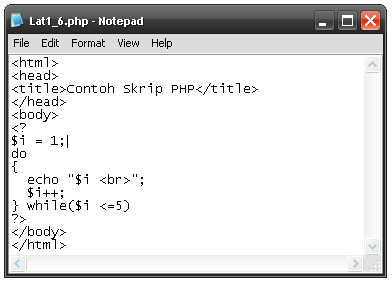 Lat1_6.php - Notepad
File Edit Format View Help
<html>
<head>
<title>Contoh Skrip PHP</title>
</head>
<body>
<?
$i = 1;
do
{
  echo "$i <br>";
  $i++;
} while($i <=5)
?>
</body>
</html>